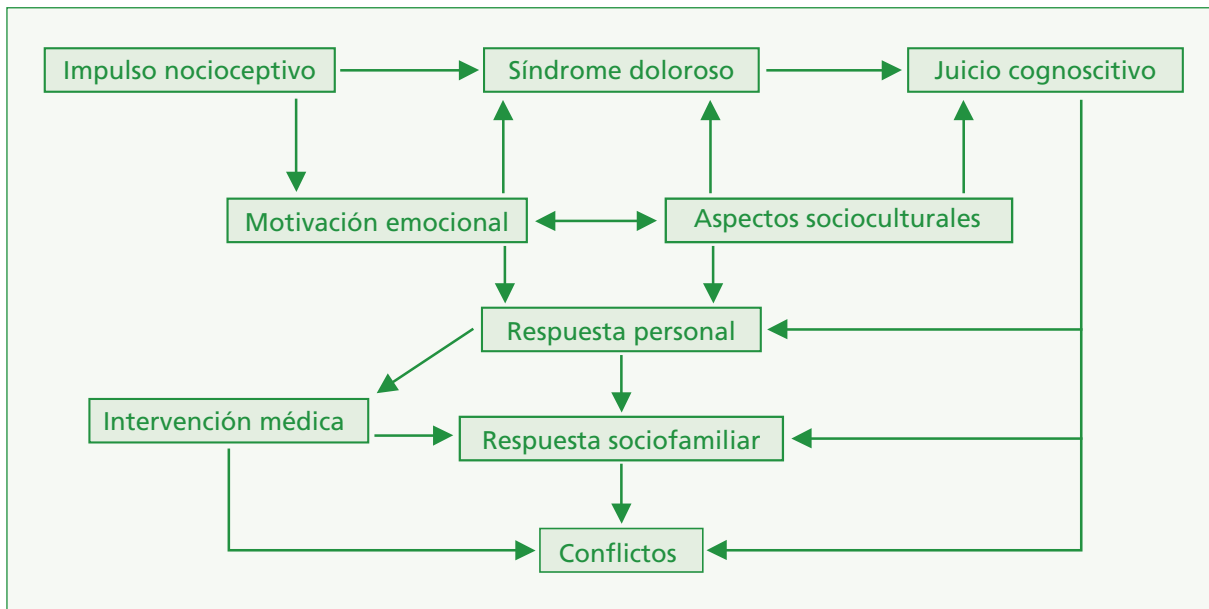 Impulso nocioceptivo
Síndrome doloroso
Juicio cognoscitivo
Motivación emocional
Aspectos socioculturales
Respuesta personal
Intervención médica
Respuesta sociofamiliar
Conflictos